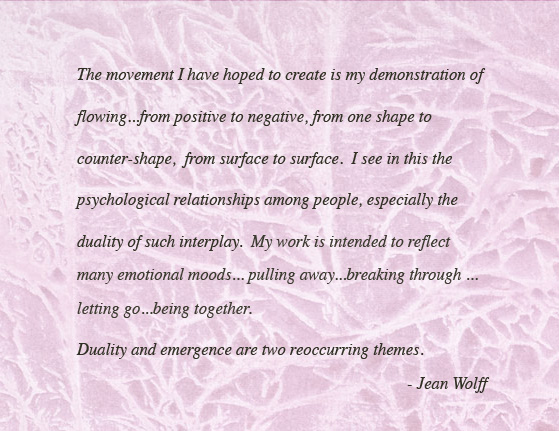 The movement I have hoped to create is my demonstration of
flowing...from positive to negative, from one shape to
counter-shape,  from surface to surface.  I see in this the
psychological relationships among people, especially the
duality of such interplay.  My work is intended to reflect
many emotional moods... pulling away...breaking through ...
letting go...being together.
Duality and emergence are two reoccurring themes.
- Jean Wolff